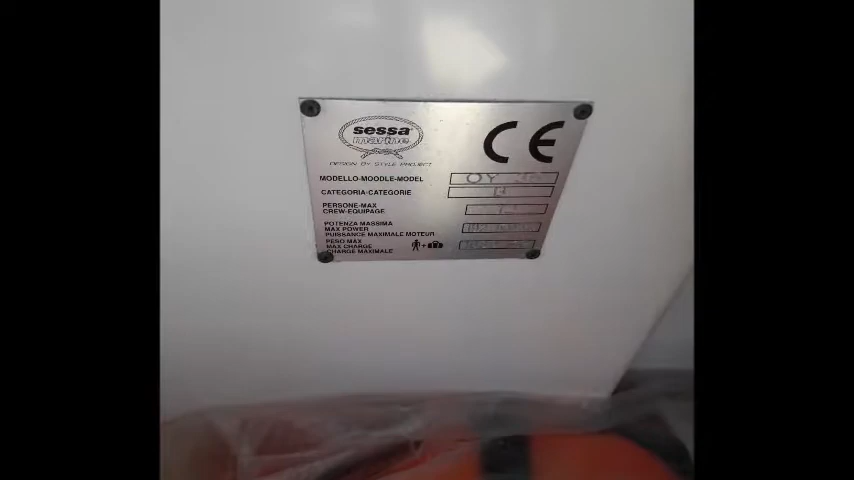 sessa
marine
DESIGN BY STYLE PROJECT
CE
MODELLO-MOODLE-MODEL OY
CATEGORIA-CATEGORIE
PERSONE-MAX
CREW-EQUIPAGE
POTENZA MASSIMA
MAX POWER
PUISSANCE MAXIMALE MOTEUR
PESO MAX
MAX CHARGE
CHARGE MAXIMALE